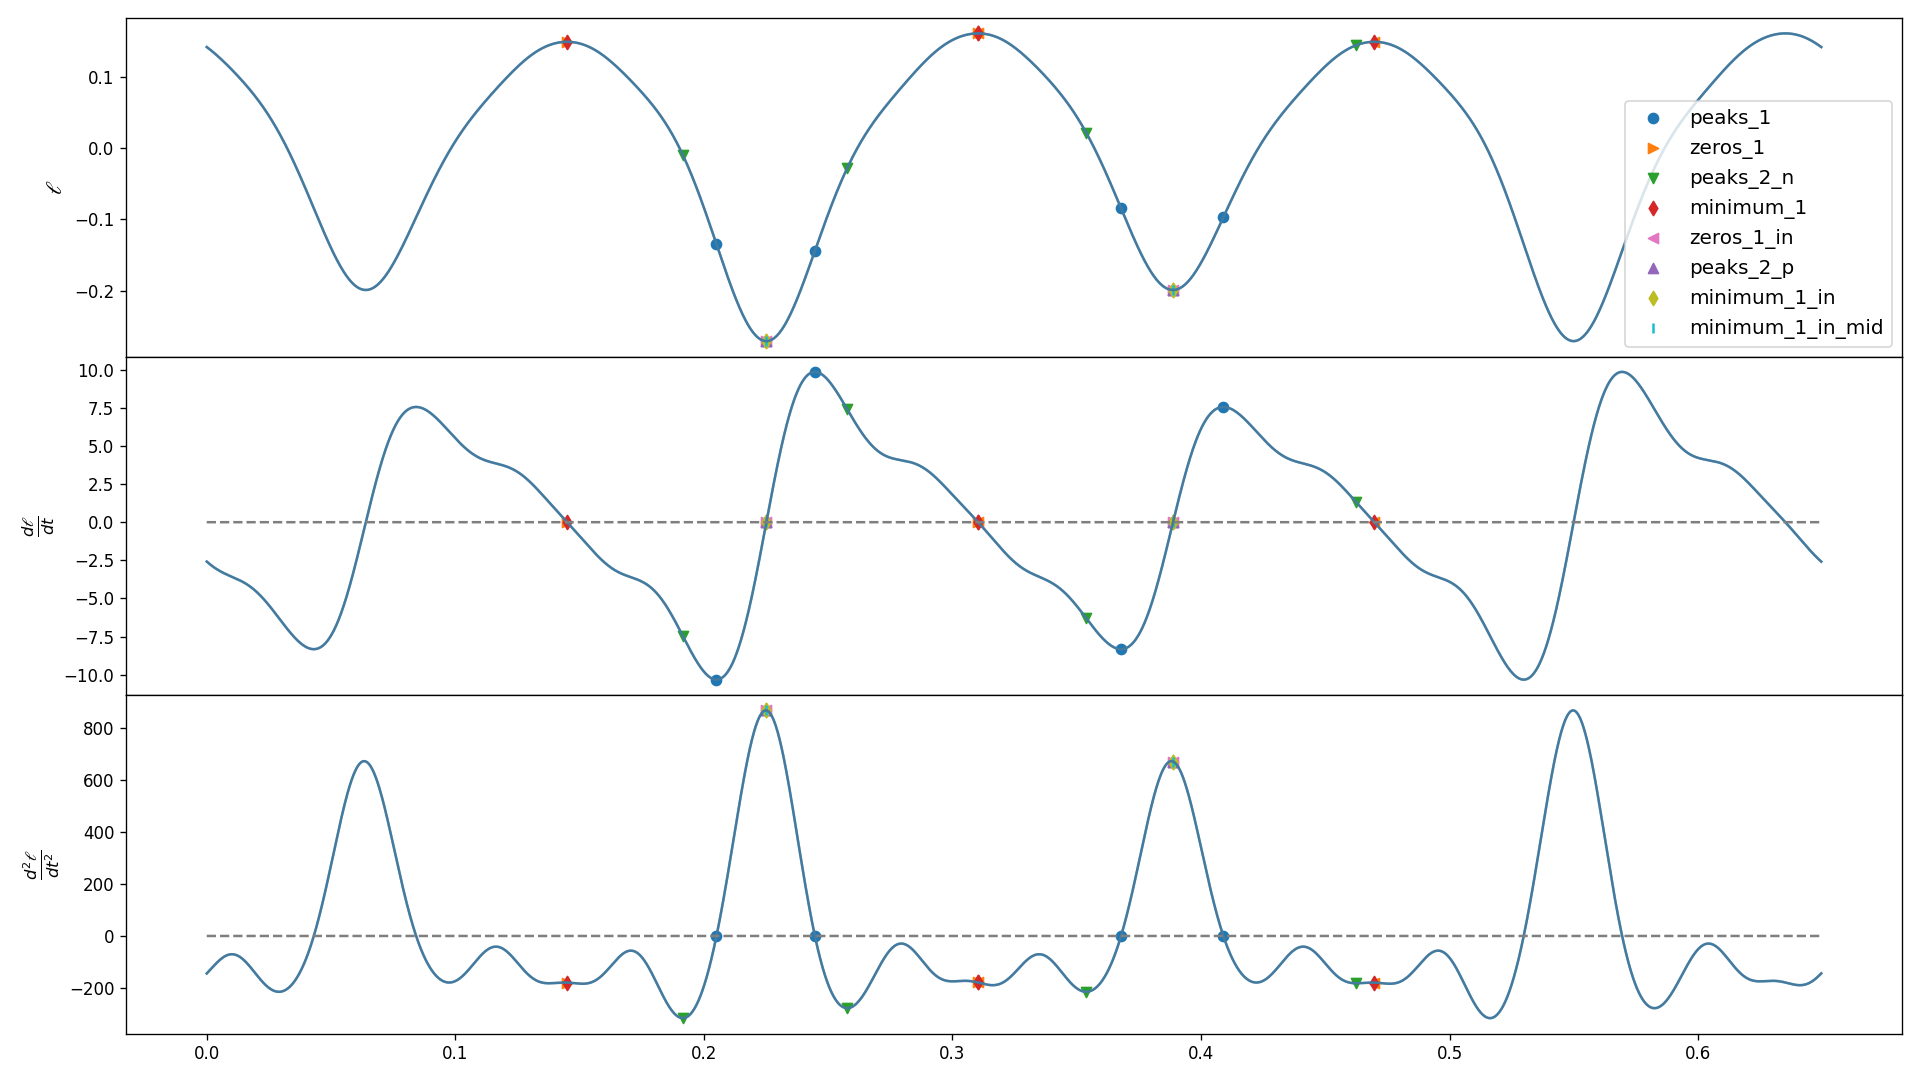 0.1
0.0
−0.1
−0.2
ℓ
peaks_1
zeros_1
peaks_2_n
minimum_1
zeros_1_in
peaks_2_p
minimum_1_in
minimum_1_in_mid
10.0
7.5
5.0
2.5
0.0
−2.5
−5.0
−7.5
−10.0
dℓ
dt
800
600
400
200
0
−200
d²ℓ
dt²
0.0 0.1 0.2 0.3 0.4 0.5 0.6